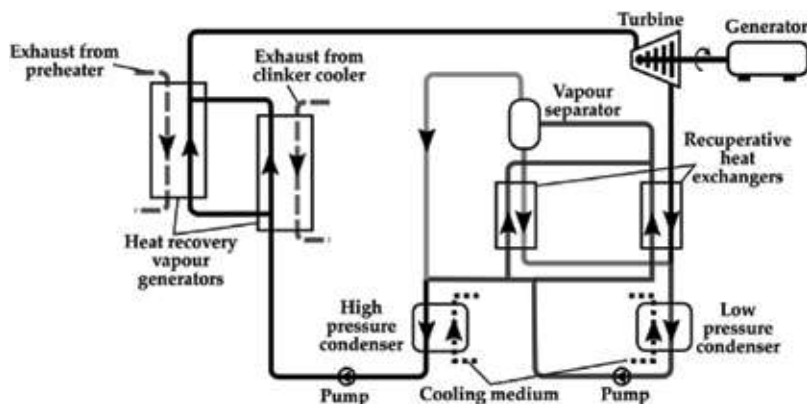 Turbine
Generator
Exhaust from
preheater
Exhaust from
clinker cooler
Vapour
separator
Recuperative
heat
exchangers
Heat recovery
vapour
generators
High
pressure
condenser
Low
pressure
condenser
Pump
Cooling medium
Pump